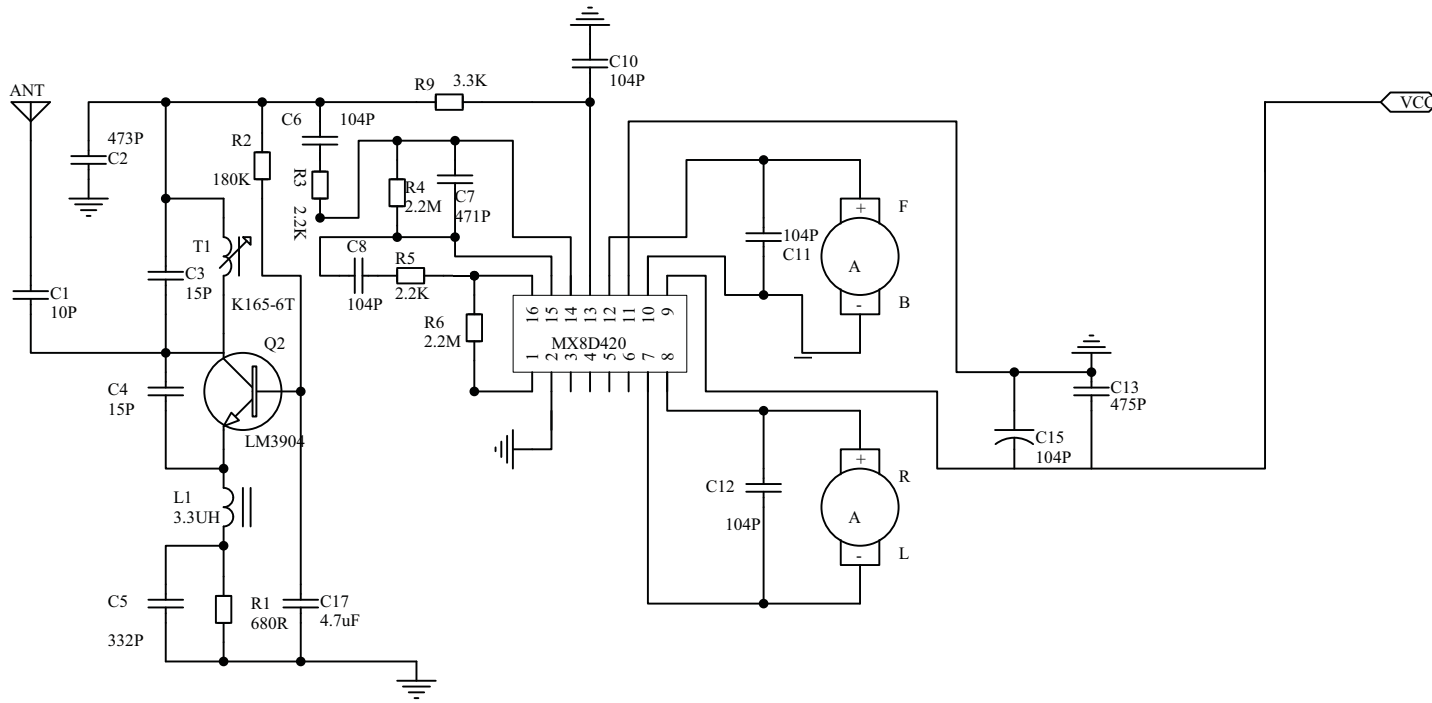 ANT
C10
104P
R9
3.3K
VCC
473P
C2
R2
180K
C6
104P
R3
2.2K
R4
2.2M
C7
471P
T1
K165-6T
C3
15P
C1
10P
C8
104P
R5
2.2K
R6
2.2M
16
15
14
13
12
11
10
9
MX8D420
1
2
3
4
5
6
7
8
104P
C11
+
F
A
-
B
Q2
LM3904
C4
15P
C13
475P
C15
104P
L1
3.3UH
C12
104P
+
R
A
-
L
C5
332P
R1
680R
C17
4.7uF